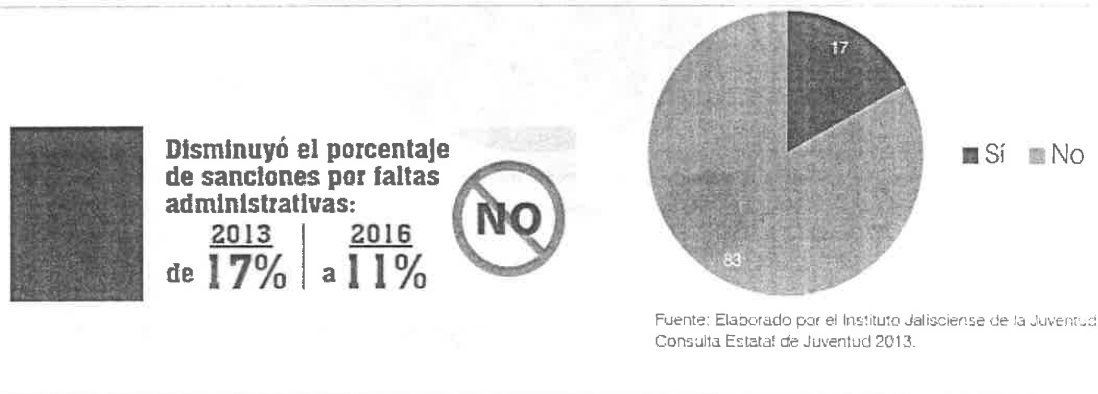 Disminuyó el porcentaje
de sanciones por faltas
administrativas:
2013 2016
de 17% a 11%
NO
17
83
Sí No
Fuente: Elaborado por el Instituto Jalisciense de la Juventud
Consulta Estatal de Juventud 2013.